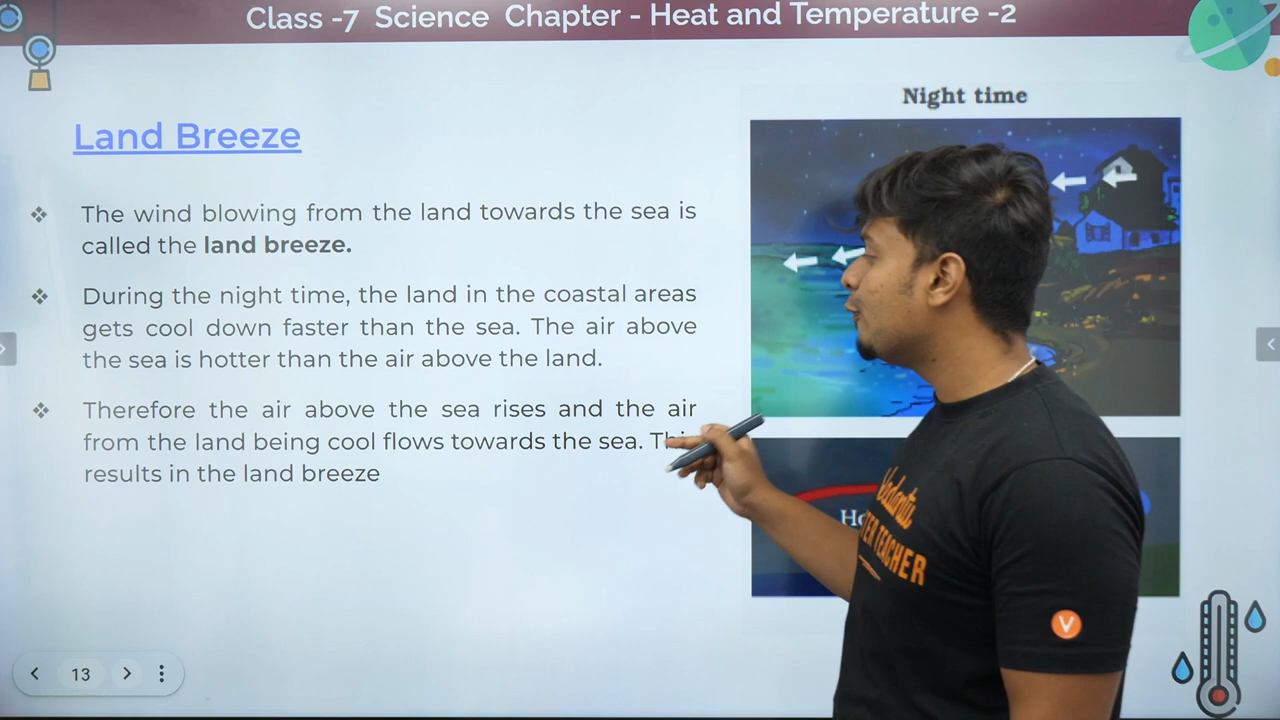 Class -7 Science Chapter - Heat and Temperature -2
Night time
Land Breeze
The wind blowing from the land towards the sea is
called the land breeze.
During the night time, the land in the coastal areas
gets cool down faster than the sea. The air above
the sea is hotter than the air above the land.
Therefore the air above the sea rises and the air
from the land being cool flows towards the sea. This
results in the land breeze
TEACHER
V
13